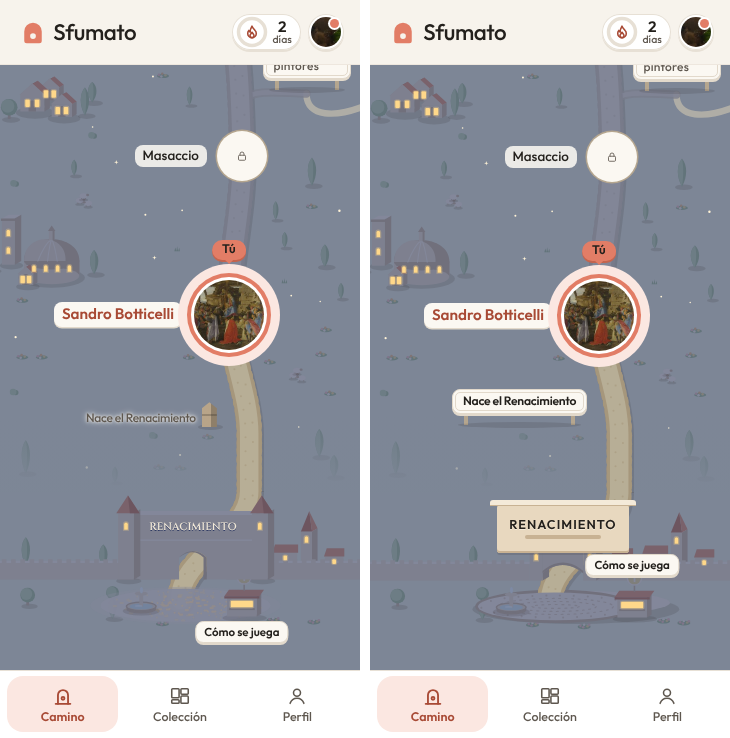 Sfumato
2
días
pintores
Masaccio
Tú
Sandro Botticelli
Nace el Renacimiento
RENACIMIENTO
Cómo se juega
Camino
Colección
Perfil
Sfumato
2
días
pintores
Masaccio
Tú
Sandro Botticelli
Nace el Renacimiento
RENACIMIENTO
Cómo se juega
Camino
Colección
Perfil